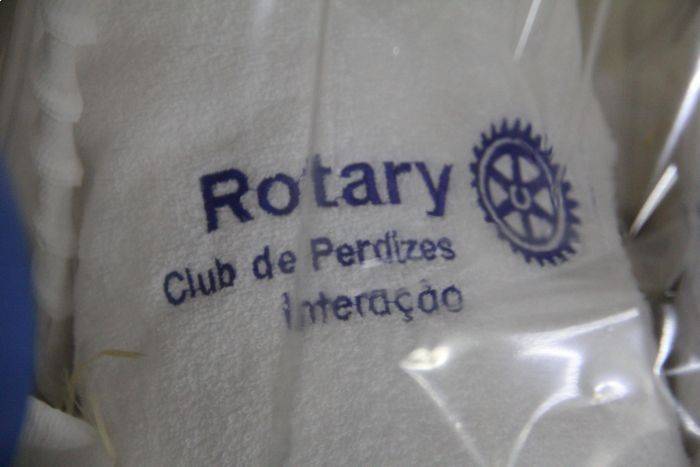 Rotary
Club de Perdizes
Interação